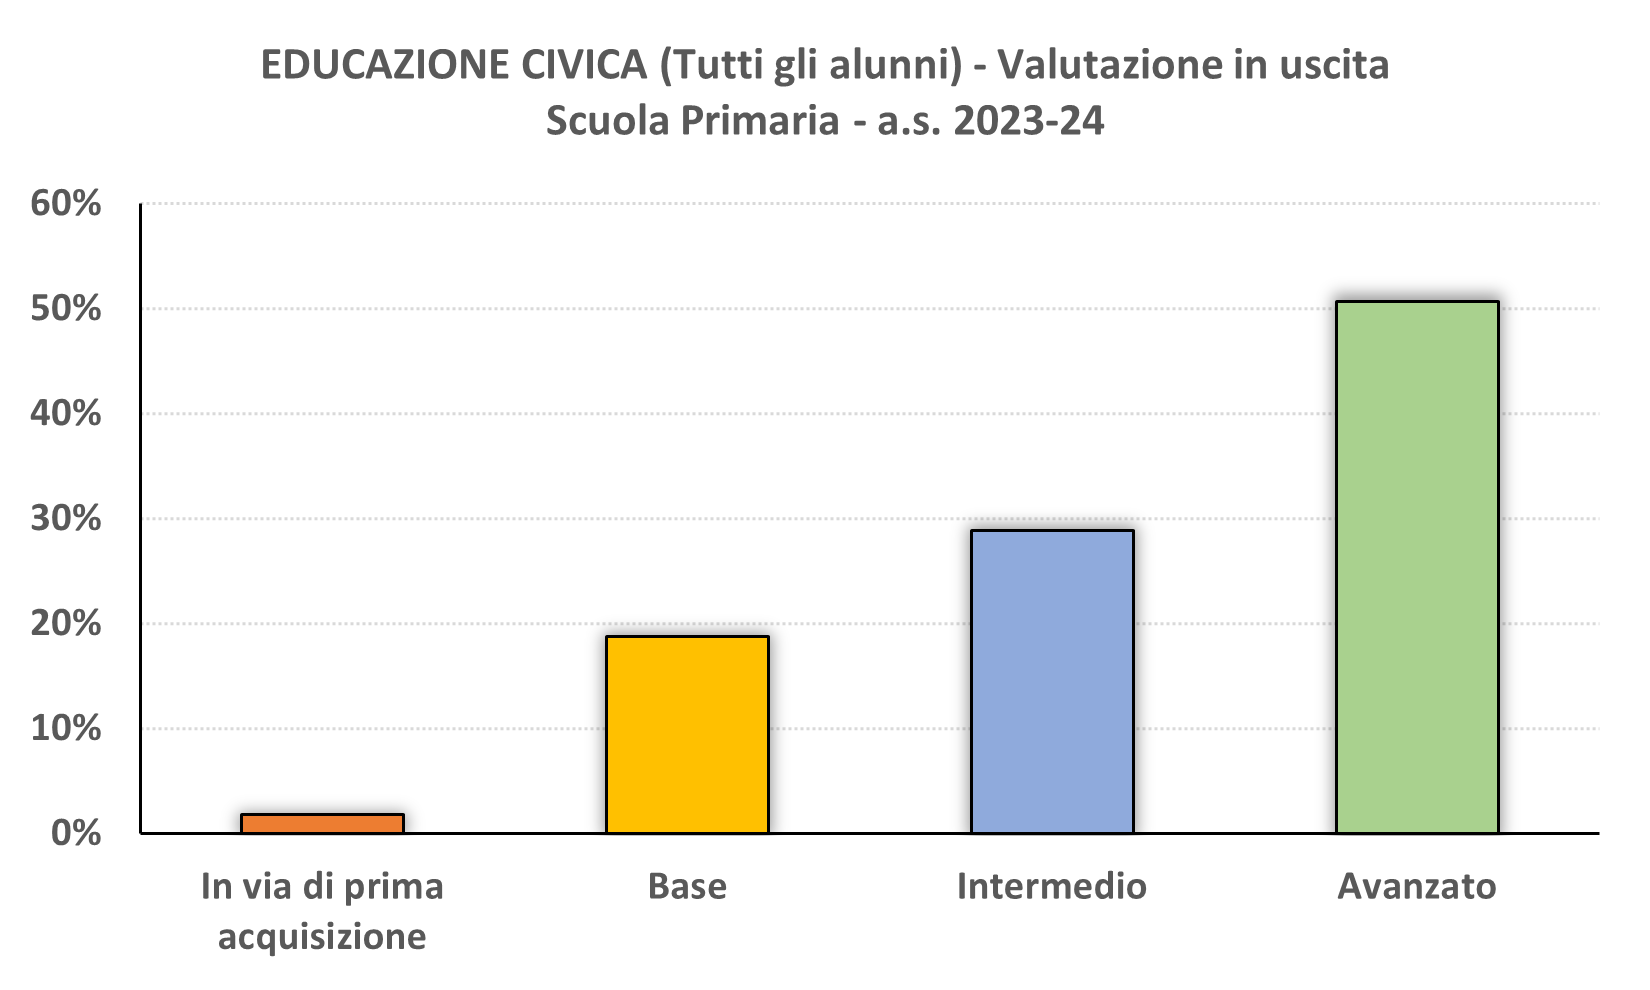 EDUCAZIONE CIVICA (Tutti gli alunni) - Valutazione in uscita
Scuola Primaria - a.s. 2023-24
60%
50%
40%
30%
20%
10%
0%
In via di prima
acquisizione
Base
Intermedio
Avanzato